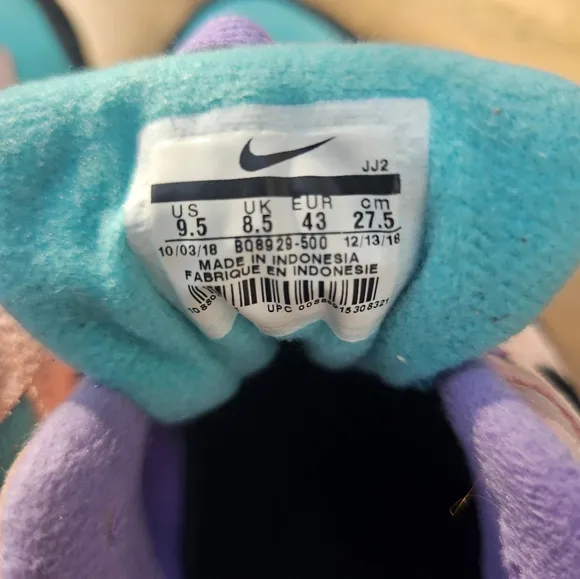 JJ2
US UK EUR cm
9.5 8.5 43 27.5
10/03/18 BQ8929-500 12/13/18
MADE IN INDONESIA
FABRIQUE EN INDONESIE
UPC